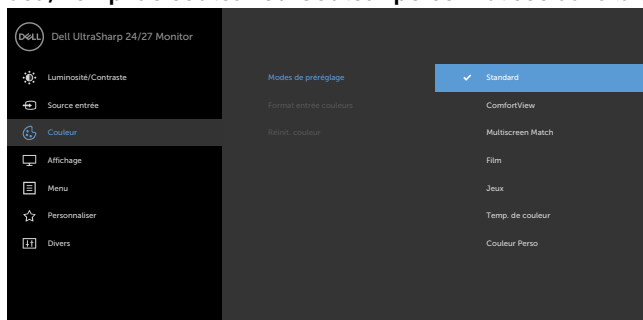 DELL
Dell UltraSharp 24/27 Monitor
Luminosité/Contraste
Modes de préréglage
Standard
Source entrée
Format entrée couleurs
ComfortView
Couleur
Réinit. couleur
Multiscreen Match
Affichage
Film
Menu
Jeux
Personnaliser
Temp. de couleur
Divers
Couleur Perso